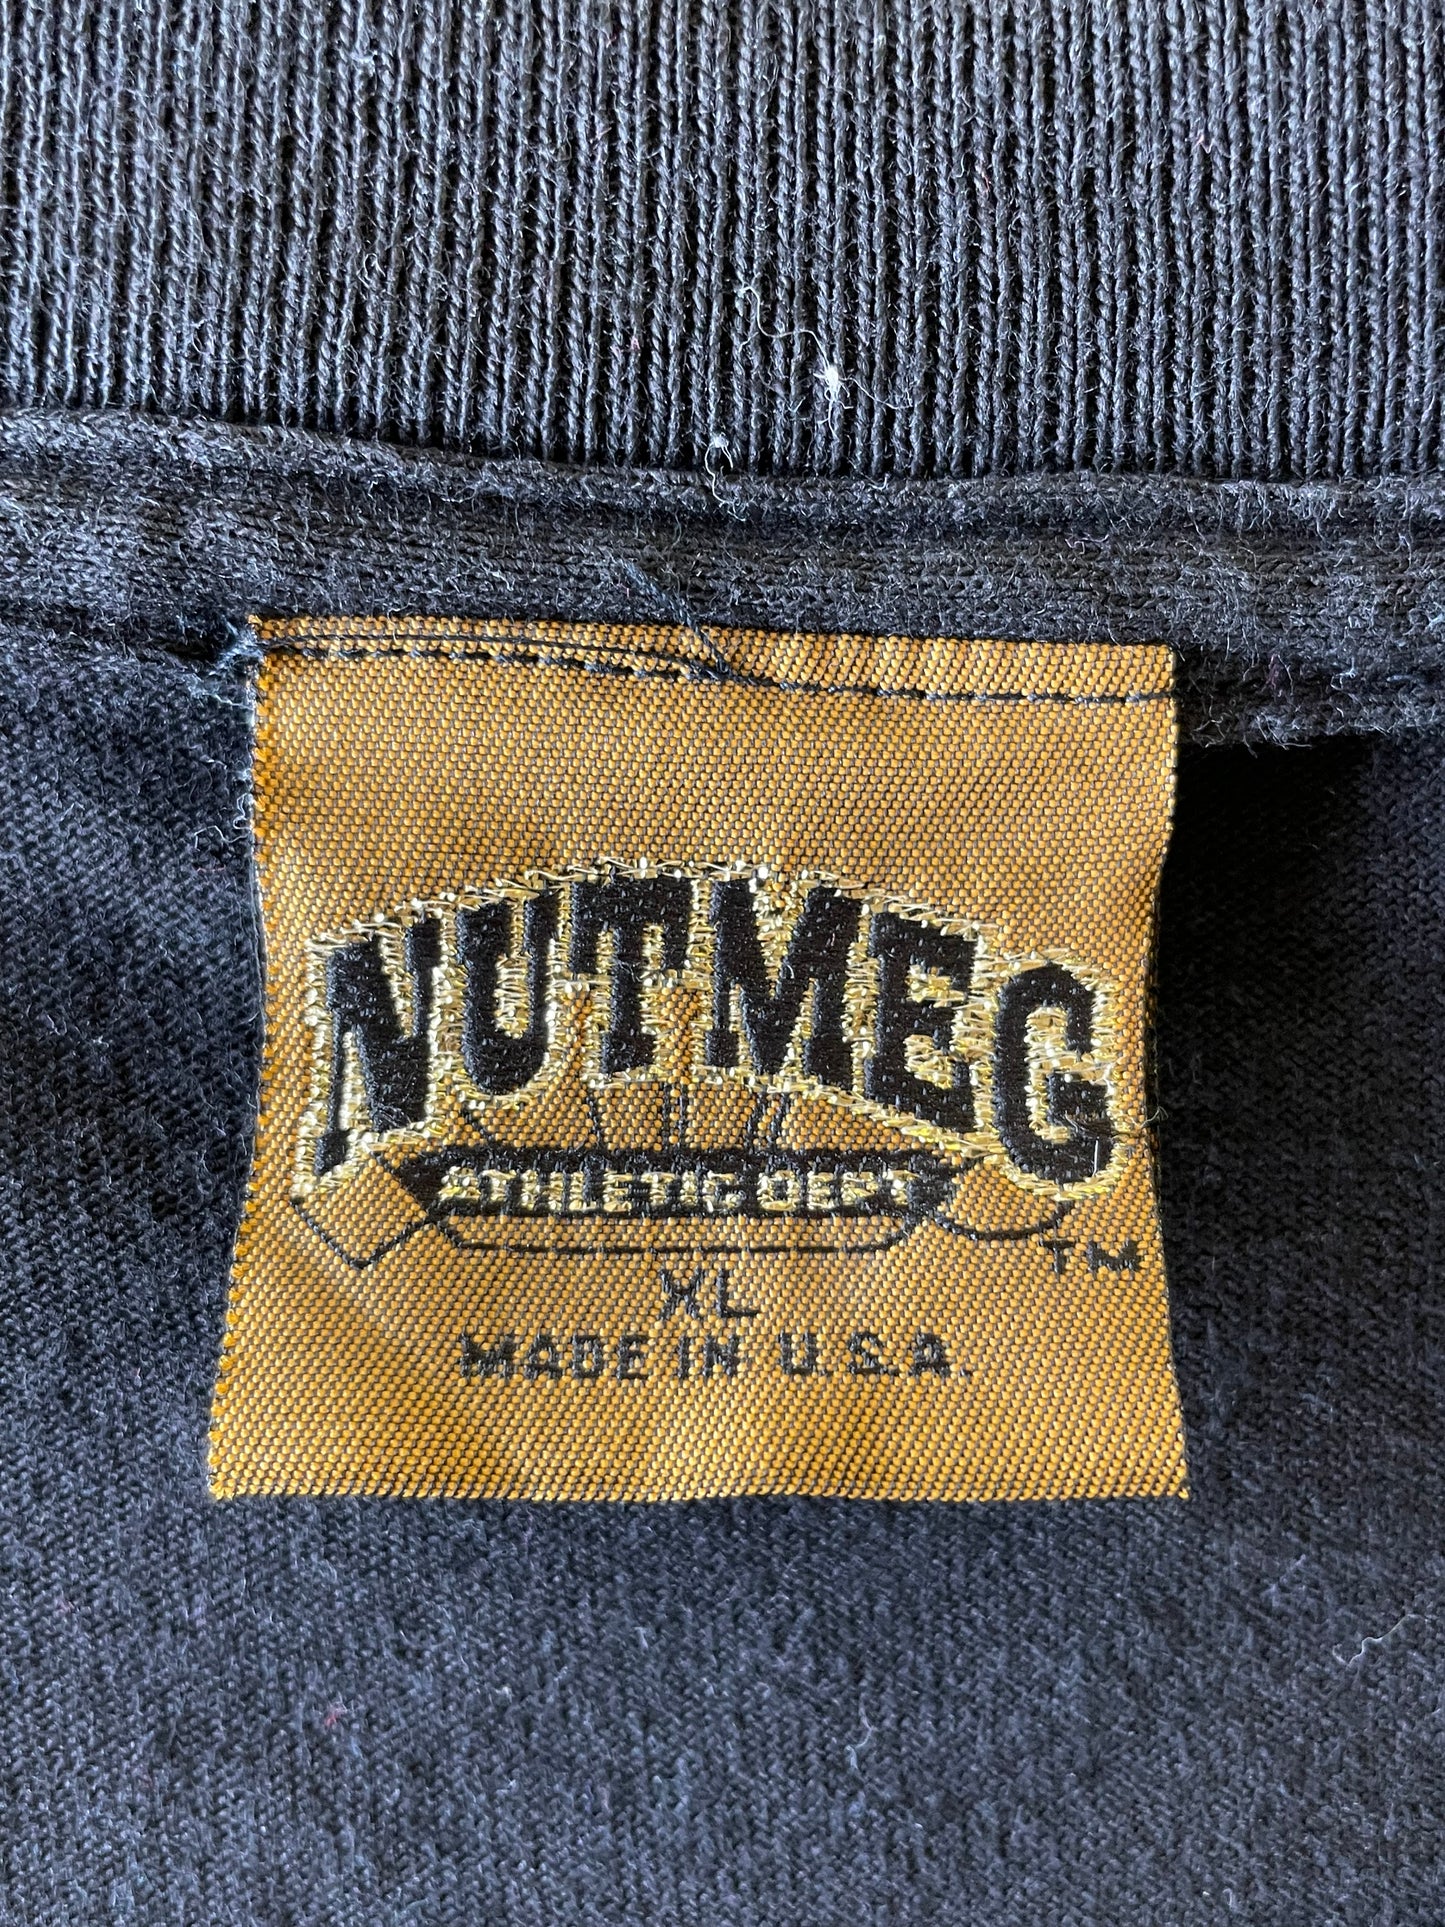 NUTMEG
ATHLETIC DEPT
TM
XL
MADE IN U.S.A.